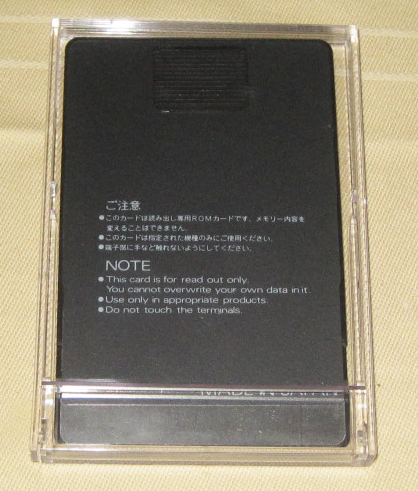 ご注意
●このカードは読み出し専用ROMカードです。メモリー内容を
変えることはできません。
●このカードは指定された機種のみにご使用ください。
●端子部に手など触れないようにしてください。
NOTE
●This card is for read out only.
You cannot overwrite your own data in it.
●Use only in appropriate products.
●Do not touch the terminals.
MADE IN JAPAN